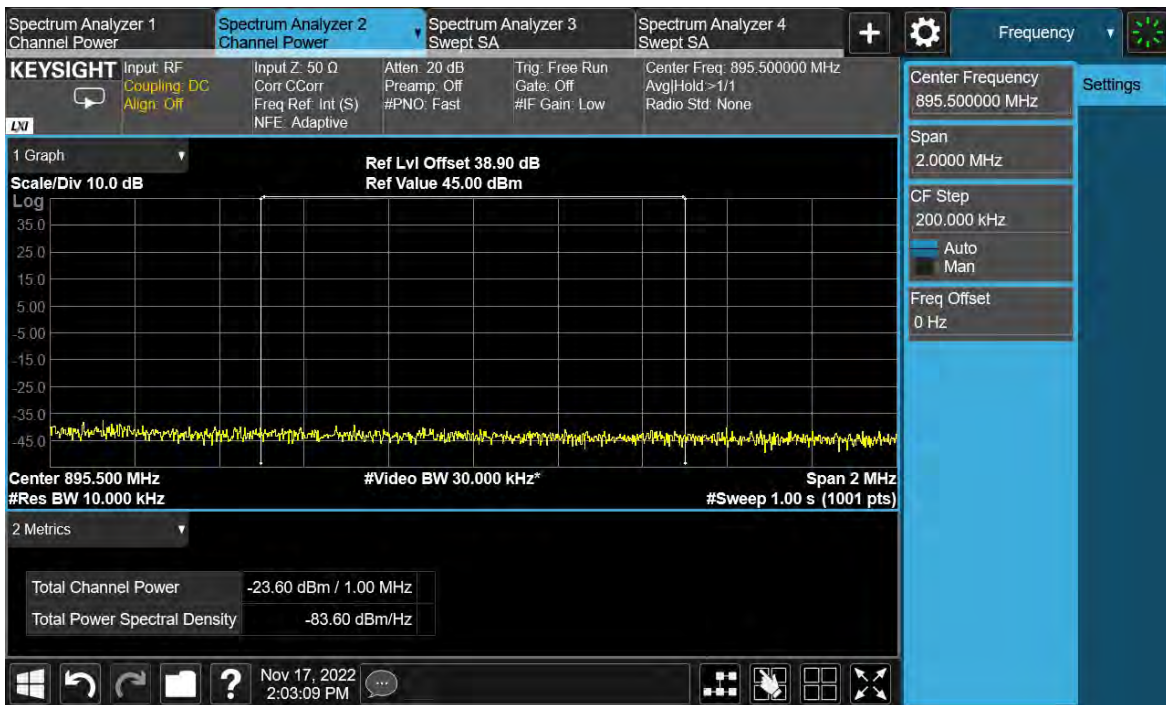 Spectrum Analyzer 1
Channel Power
Spectrum Analyzer 2
Channel Power
Spectrum Analyzer 3
Swept SA
Spectrum Analyzer 4
Swept SA
+
Frequency
KEYSIGHT
LXI
Input: RF
Coupling: DC
Align: Off
Input Z: 50 Ω
Corr CCorr
Freq Ref: Int (S)
NFE: Adaptive
Atten: 20 dB
Preamp: Off
#PNO: Fast
Trig: Free Run
Gate: Off
#IF Gain: Low
Center Freq: 895.500000 MHz
Avg|Hold:>1/1
Radio Std: None
Center Frequency
895.500000 MHz
Settings
Span
2.0000 MHz
CF Step
200.000 kHz
Auto
Man
Freq Offset
0 Hz
1 Graph
Scale/Div 10.0 dB
Ref Lvl Offset 38.90 dB
Ref Value 45.00 dBm
Log
35.0
25.0
15.0
5.00
-5.00
-15.0
-25.0
-35.0
-45.0
Center 895.500 MHz
#Video BW 30.000 kHz*
Span 2 MHz
#Res BW 10.000 kHz
#Sweep 1.00 s (1001 pts)
2 Metrics
Total Channel Power -23.60 dBm / 1.00 MHz
Total Power Spectral Density -83.60 dBm/Hz
?
Nov 17, 2022
2:03:09 PM